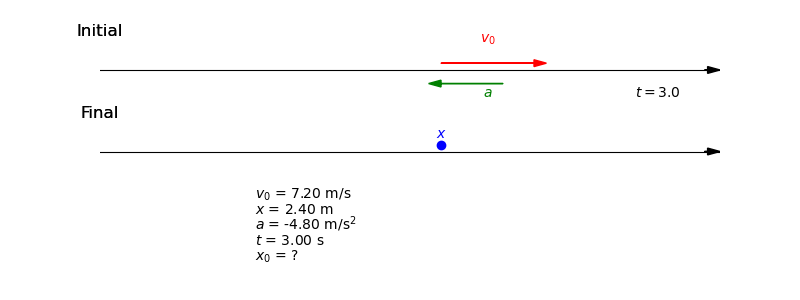 Initial
v₀
a
t = 3.0
Final
x
v₀ = 7.20 m/s
x = 2.40 m
a = -4.80 m/s²
t = 3.00 s
x₀ = ?